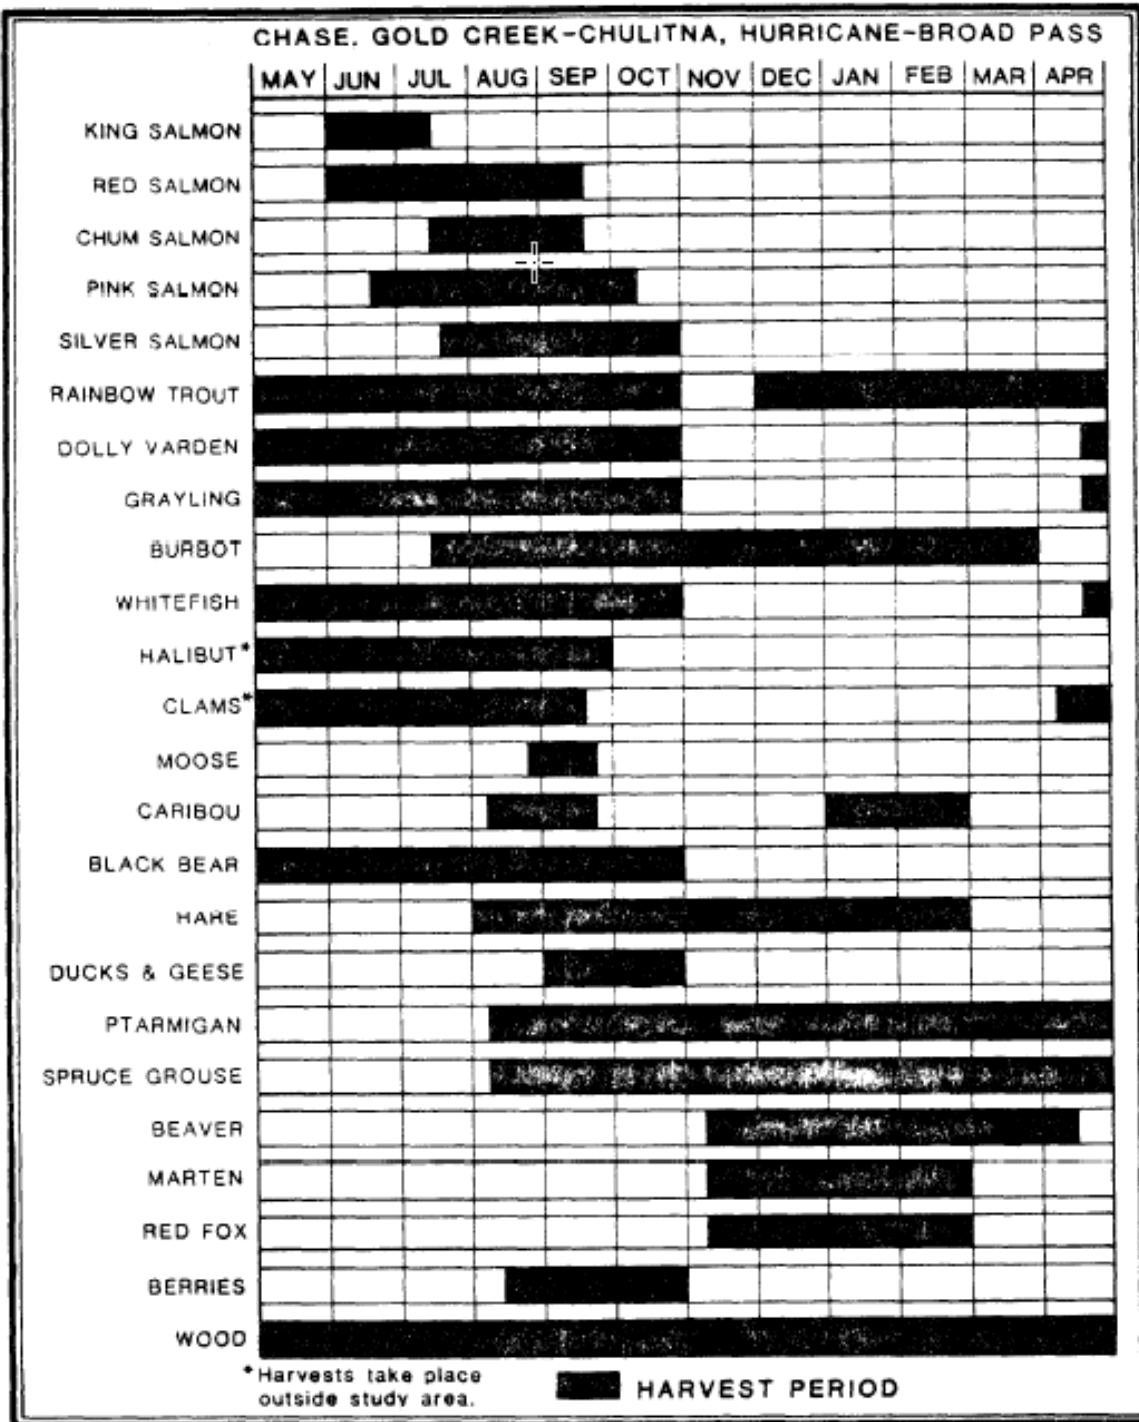 CHASE. GOLD CREEK-CHULITNA, HURRICANE-BROAD PASS
MAY JUN JUL AUG SEP OCT NOV DEC JAN FEB MAR APR
KING SALMON
RED SALMON
CHUM SALMON
PINK SALMON
SILVER SALMON
RAINBOW TROUT
DOLLY VARDEN
GRAYLING
BURBOT
WHITEFISH
HALIBUT*
CLAMS*
MOOSE
CARIBOU
BLACK BEAR
HARE
DUCKS & GEESE
PTARMIGAN
SPRUCE GROUSE
BEAVER
MARTEN
RED FOX
BERRIES
WOOD
*Harvests take place
outside study area.
HARVEST PERIOD